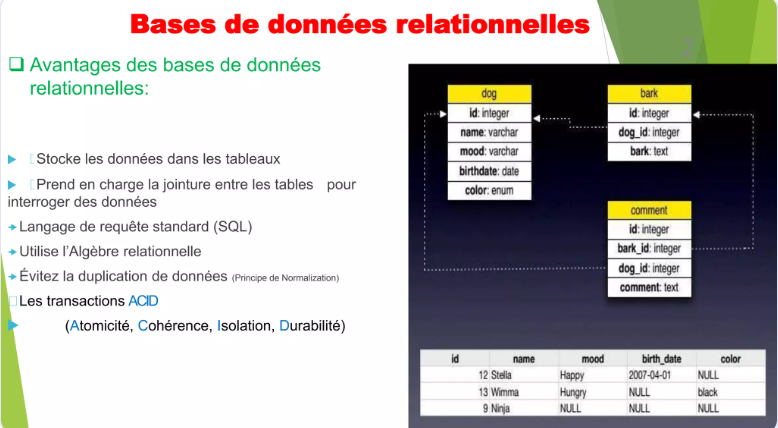 Bases de données relationnelles
2
❑ Avantages des bases de données
relationnelles:
Stocke les données dans les tableaux
Prend en charge la jointure entre les tables pour
interroger des données
Langage de requête standard (SQL)
Utilise l’Algèbre relationnelle
Évitez la duplication de données (Principe de Normalization)
Les transactions ACID
(Atomicité, Cohérence, Isolation, Durabilité)
dog
id: integer
name: varchar
mood: varchar
birthdate: date
color: enum
bark
id: integer
dog_id: integer
bark: text
comment
id: integer
bark_id: integer
dog_id: integer
comment: text
id name mood birth_date color
12 Stella Happy 2007-04-01 NULL
13 Wimma Hungry NULL black
9 Ninja NULL NULL NULL